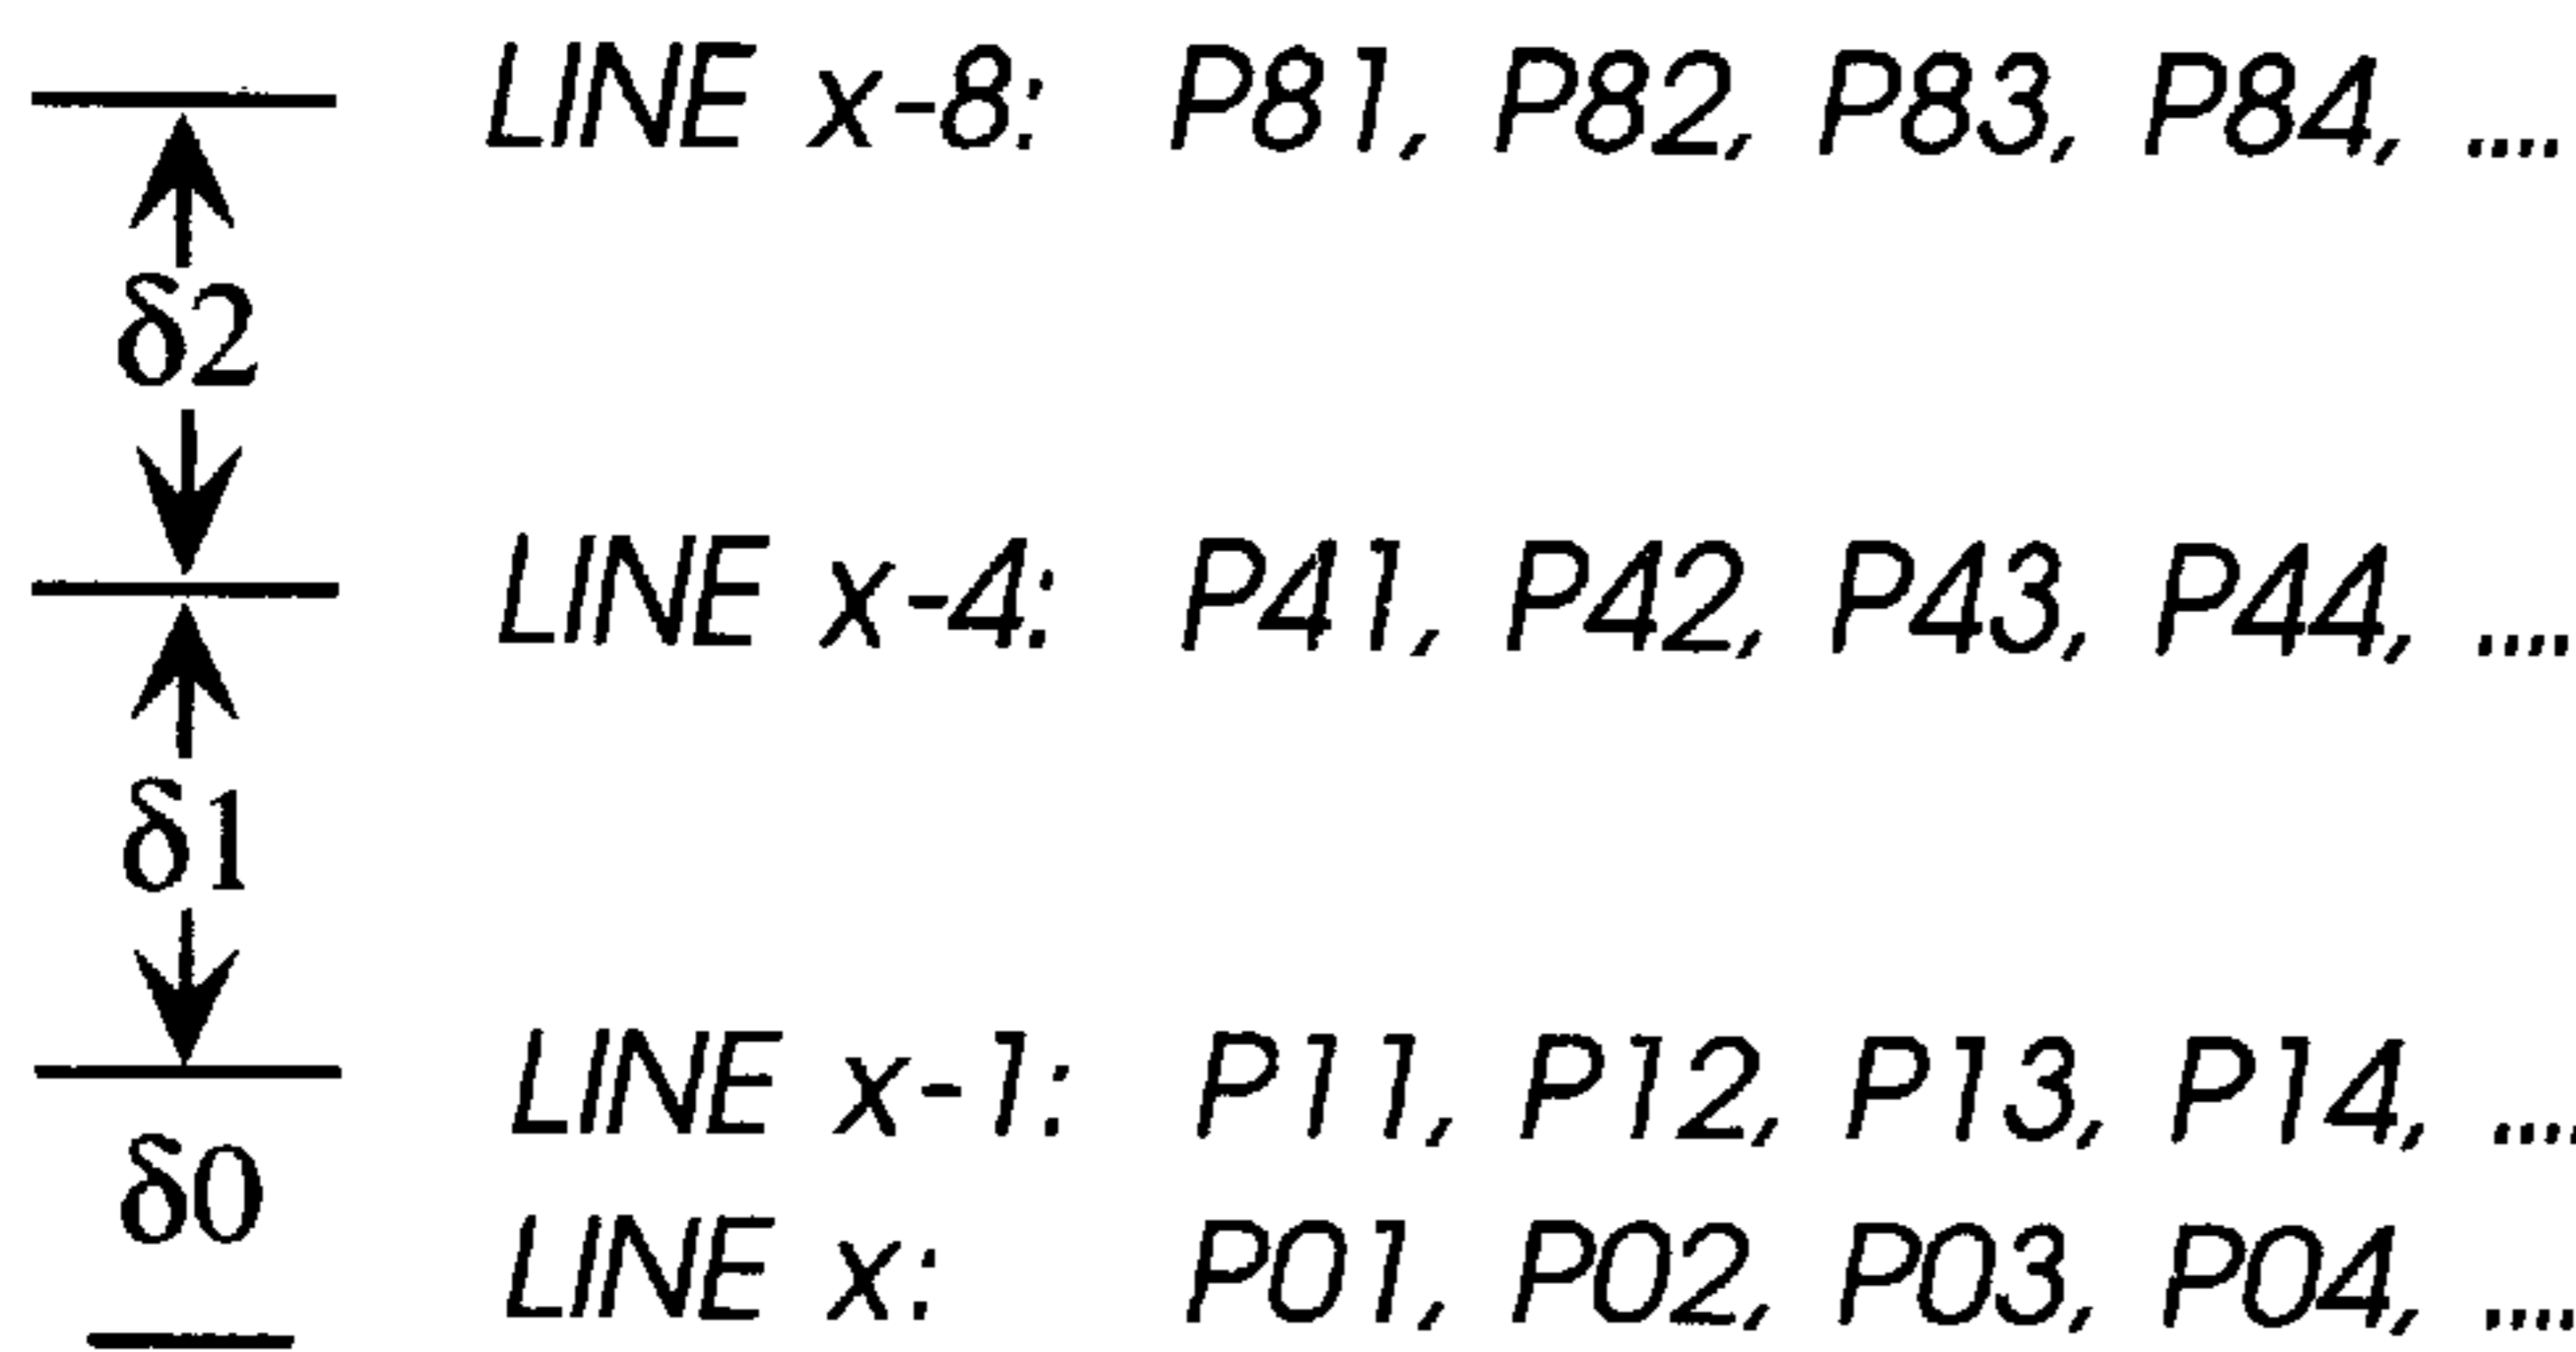 LINE x-8: P81, P82, P83, P84, ....
δ2
LINE x-4: P41, P42, P43, P44, ....
δ1
LINE x-1: P11, P12, P13, P14, ....
δ0
LINE x: P01, P02, P03, P04, ....